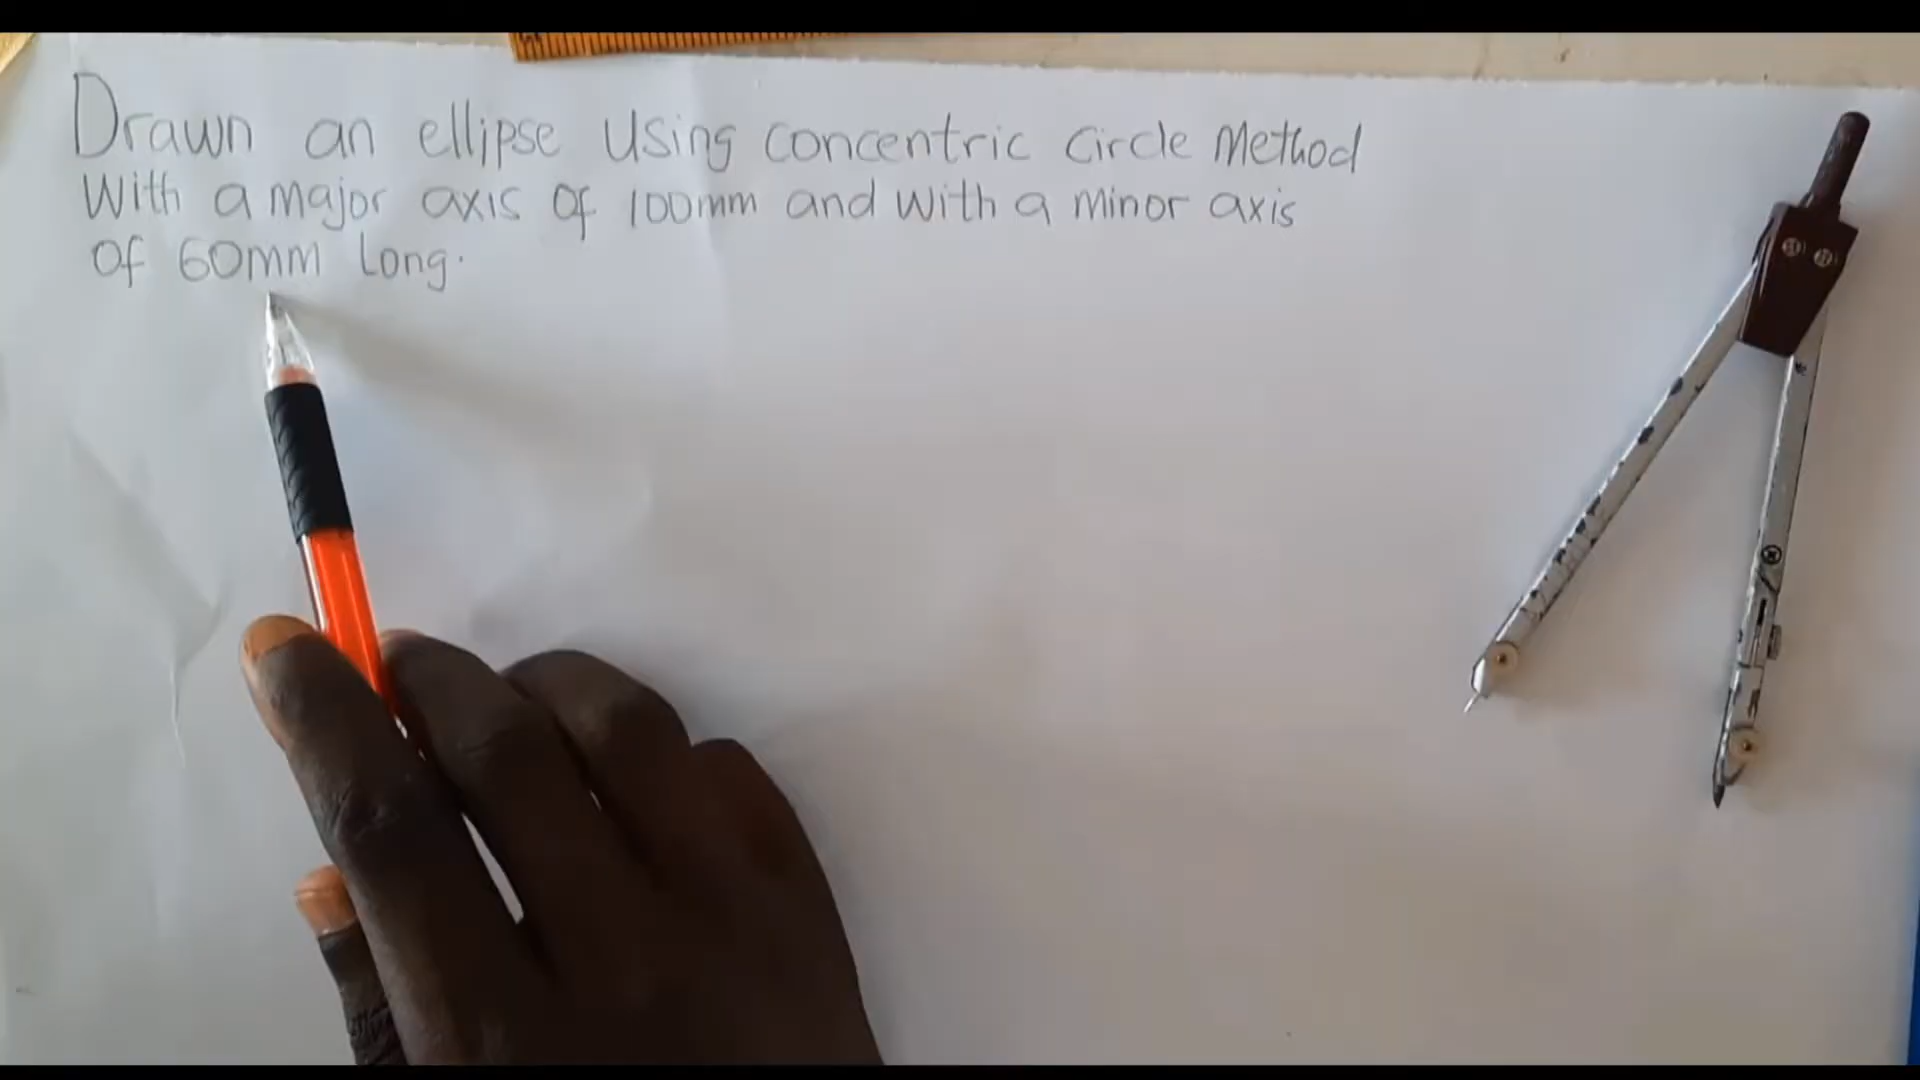 Drawn an ellipse using concentric circle Method
With a major axis of 100mm and with a minor axis
of 60mm long.